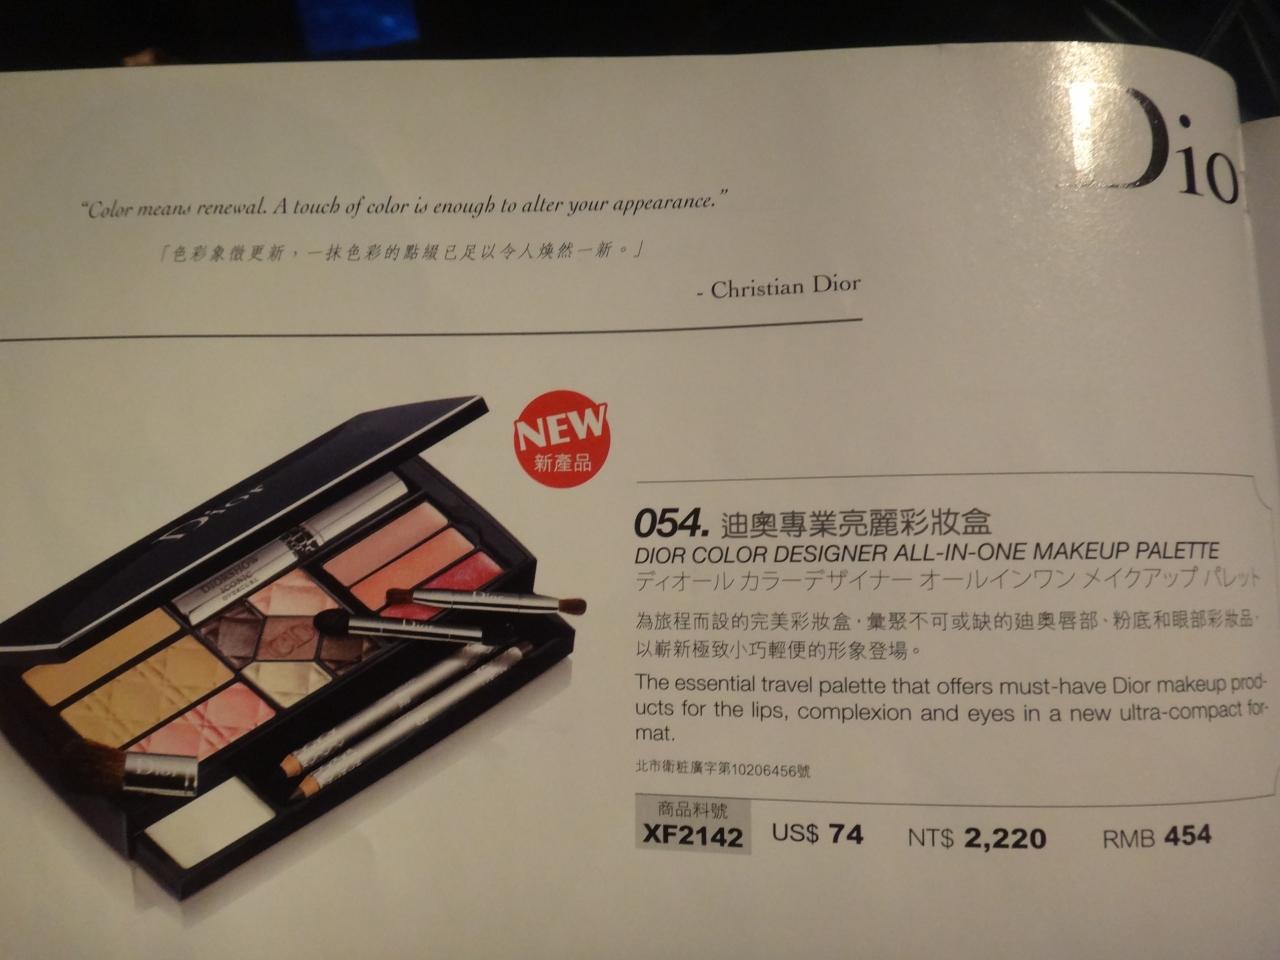 Dio
“Color means renewal. A touch of color is enough to alter your appearance.”
「色彩象徵更新，一抹色彩的點綴已足以令人煥然一新。」
- Christian Dior
NEW
新產品
Dior
DIORSHOW
ICONIC
Dior
Dior
Dior
054. 迪奧專業亮麗彩妝盒
DIOR COLOR DESIGNER ALL-IN-ONE MAKEUP PALETTE
ディオール カラーデザイナー オールインワン メイクアップ パレット
為旅程而設的完美彩妝盒，彙聚不可或缺的迪奧唇部、粉底和眼部彩妝品，
以嶄新極致小巧輕便的形象登場。
The essential travel palette that offers must-have Dior makeup prod-
ucts for the lips, complexion and eyes in a new ultra-compact for-
mat.
北市衛粧廣字第10206456號
商品料號
XF2142 US$ 74 NT$ 2,220 RMB 454